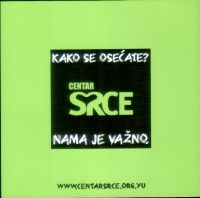 KAKO SE OSEĆATE?
CENTAR
SRCE
NAMA JE VAŽNO.
WWW.CENTARSRCE.ORG.YU